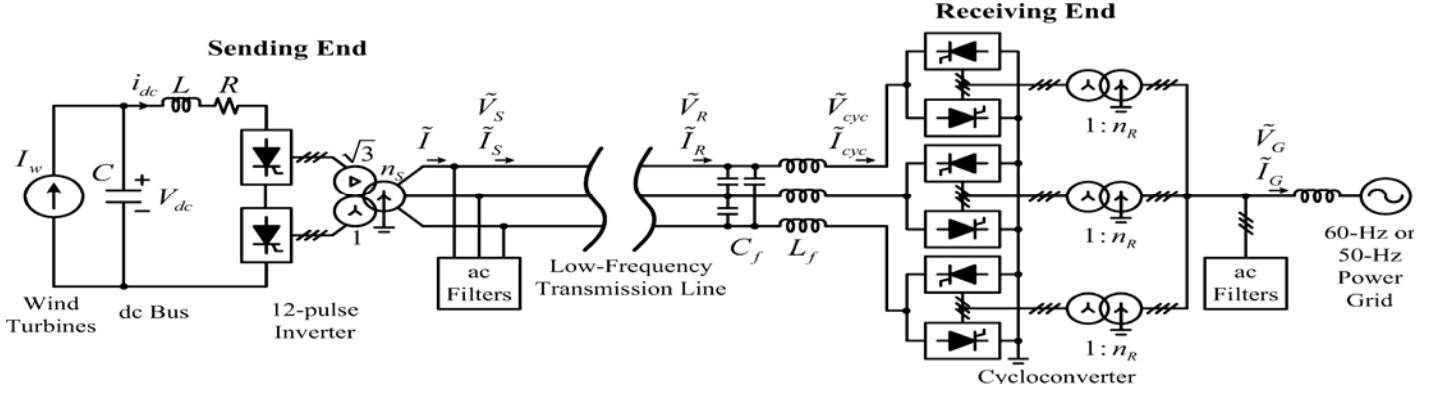 Receiving End
Sending End
i_dc L R
I_w
C
+
V_dc
−
√3
n_S
1
Ĩ
Ṽ_S
Ĩ_S
Ṽ_R
Ĩ_R
Ṽ_cyc
Ĩ_cyc
C_f L_f
ac
Filters
Low-Frequency
Transmission Line
Wind
Turbines
dc Bus
12-pulse
Inverter
1 : n_R
1 : n_R
1 : n_R
Cycloconverter
Ṽ_G
Ĩ_G
ac
Filters
60-Hz or
50-Hz
Power
Grid